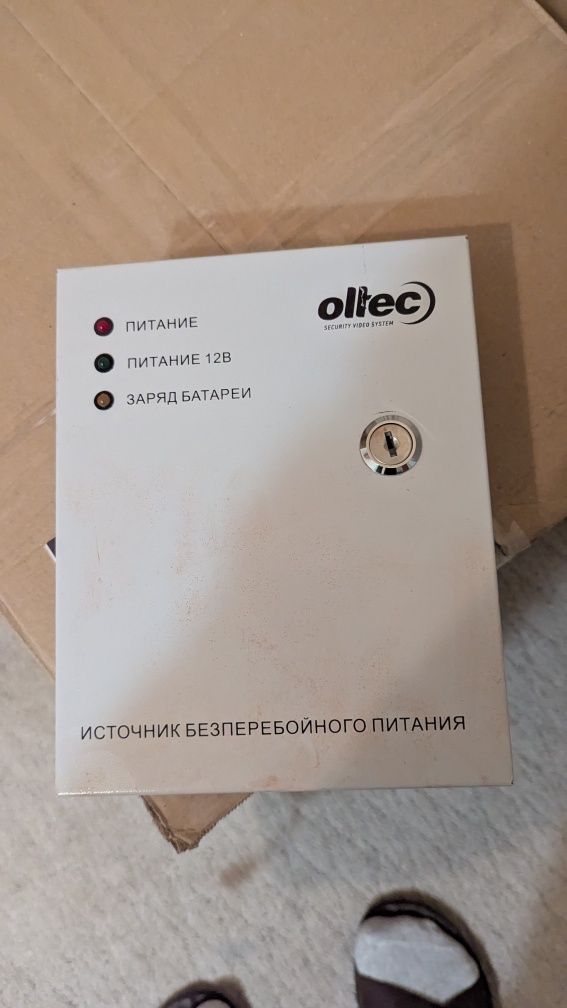 oltec
SECURITY VIDEO SYSTEM
ПИТАНИЕ
ПИТАНИЕ 12В
ЗАРЯД БАТАРЕИ
ИСТОЧНИК БЕЗПЕРЕБОЙНОГО ПИТАНИЯ